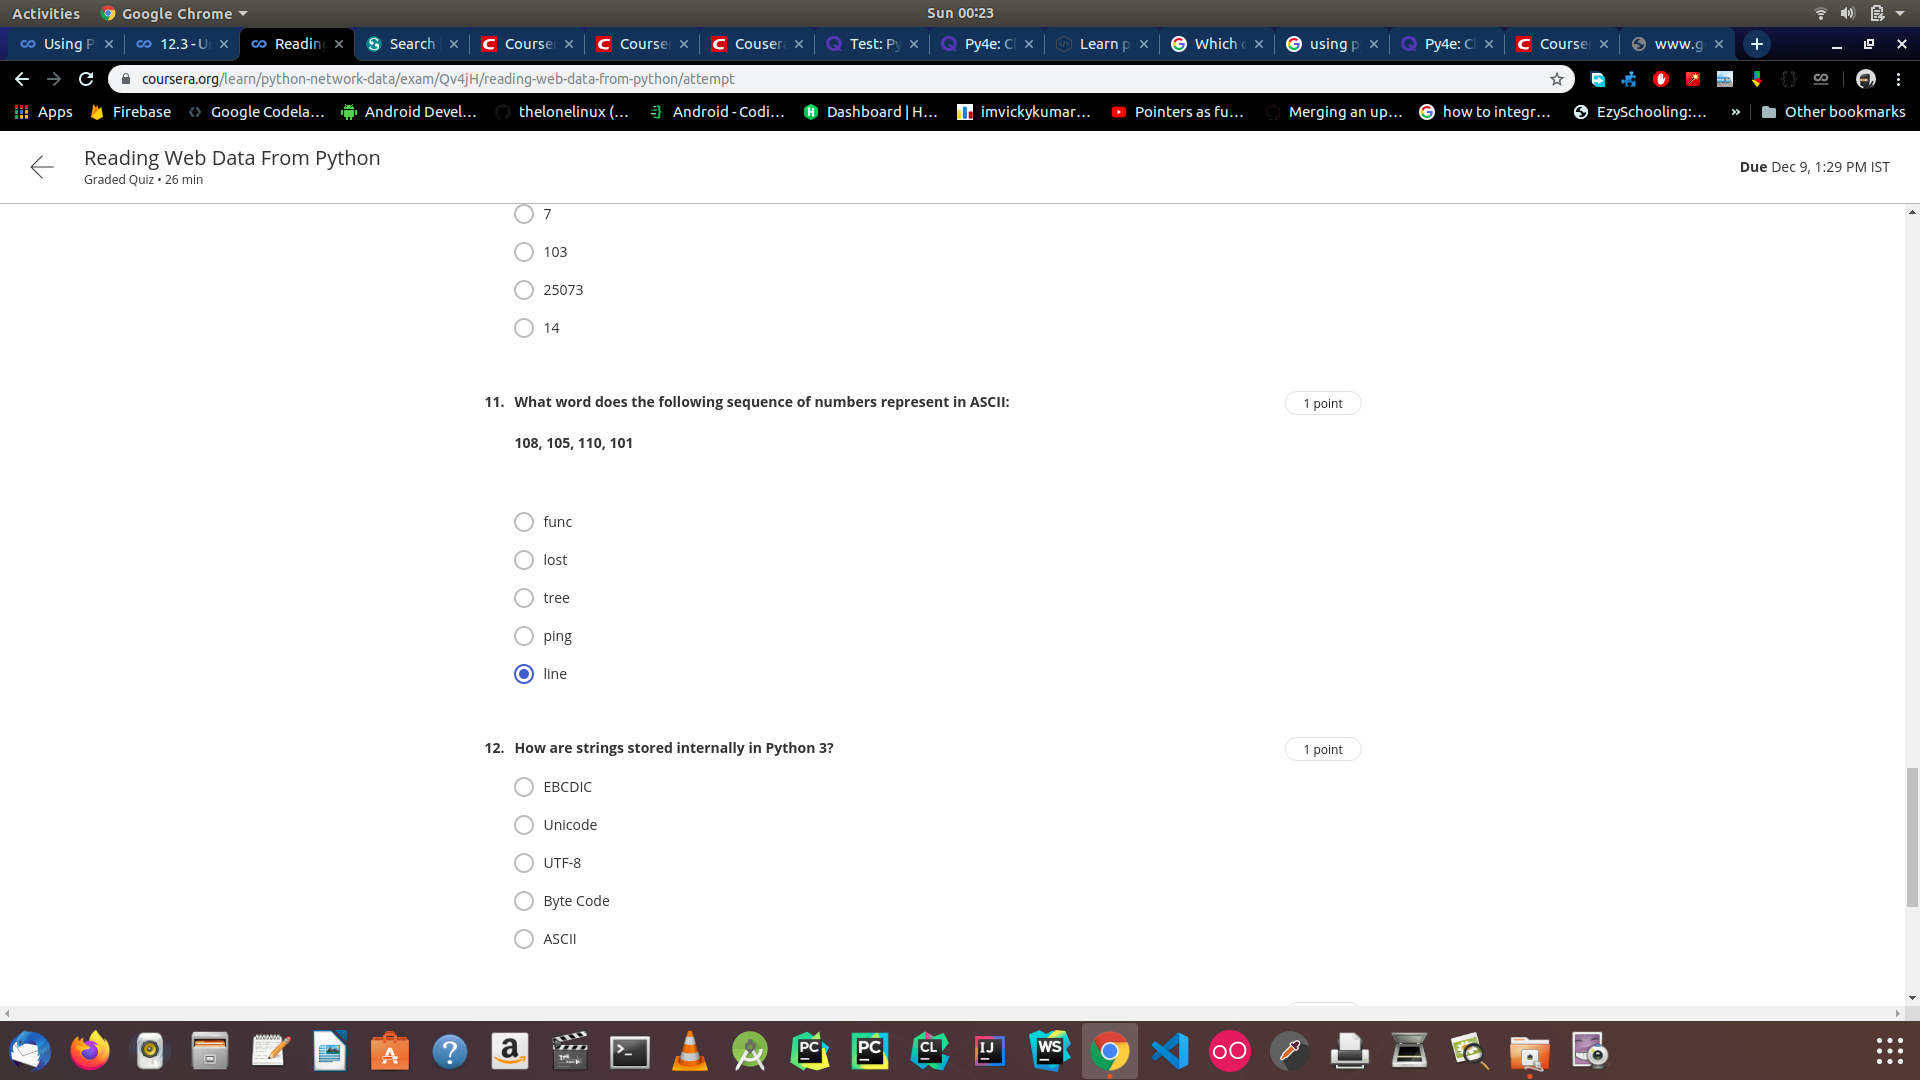 Activities Google Chrome Sun 00:23
Using P 12.3 - U Reading Search Course Course Cousera Test: Py Py4e: C Learn p Which using p Py4e: C Course www.g
coursera.org/learn/python-network-data/exam/Qv4jH/reading-web-data-from-python/attempt
Apps Firebase Google Codela... Android Devel... thelonelinux (... Android - Codi... Dashboard | H... imvickykumar... Pointers as fu... Merging an up... how to integr... EzySchooling:... » Other bookmarks
Reading Web Data From Python
Graded Quiz • 26 min
Due Dec 9, 1:29 PM IST
7
103
25073
14
11. What word does the following sequence of numbers represent in ASCII: 1 point
108, 105, 110, 101
func
lost
tree
ping
line
12. How are strings stored internally in Python 3? 1 point
EBCDIC
Unicode
UTF-8
Byte Code
ASCII